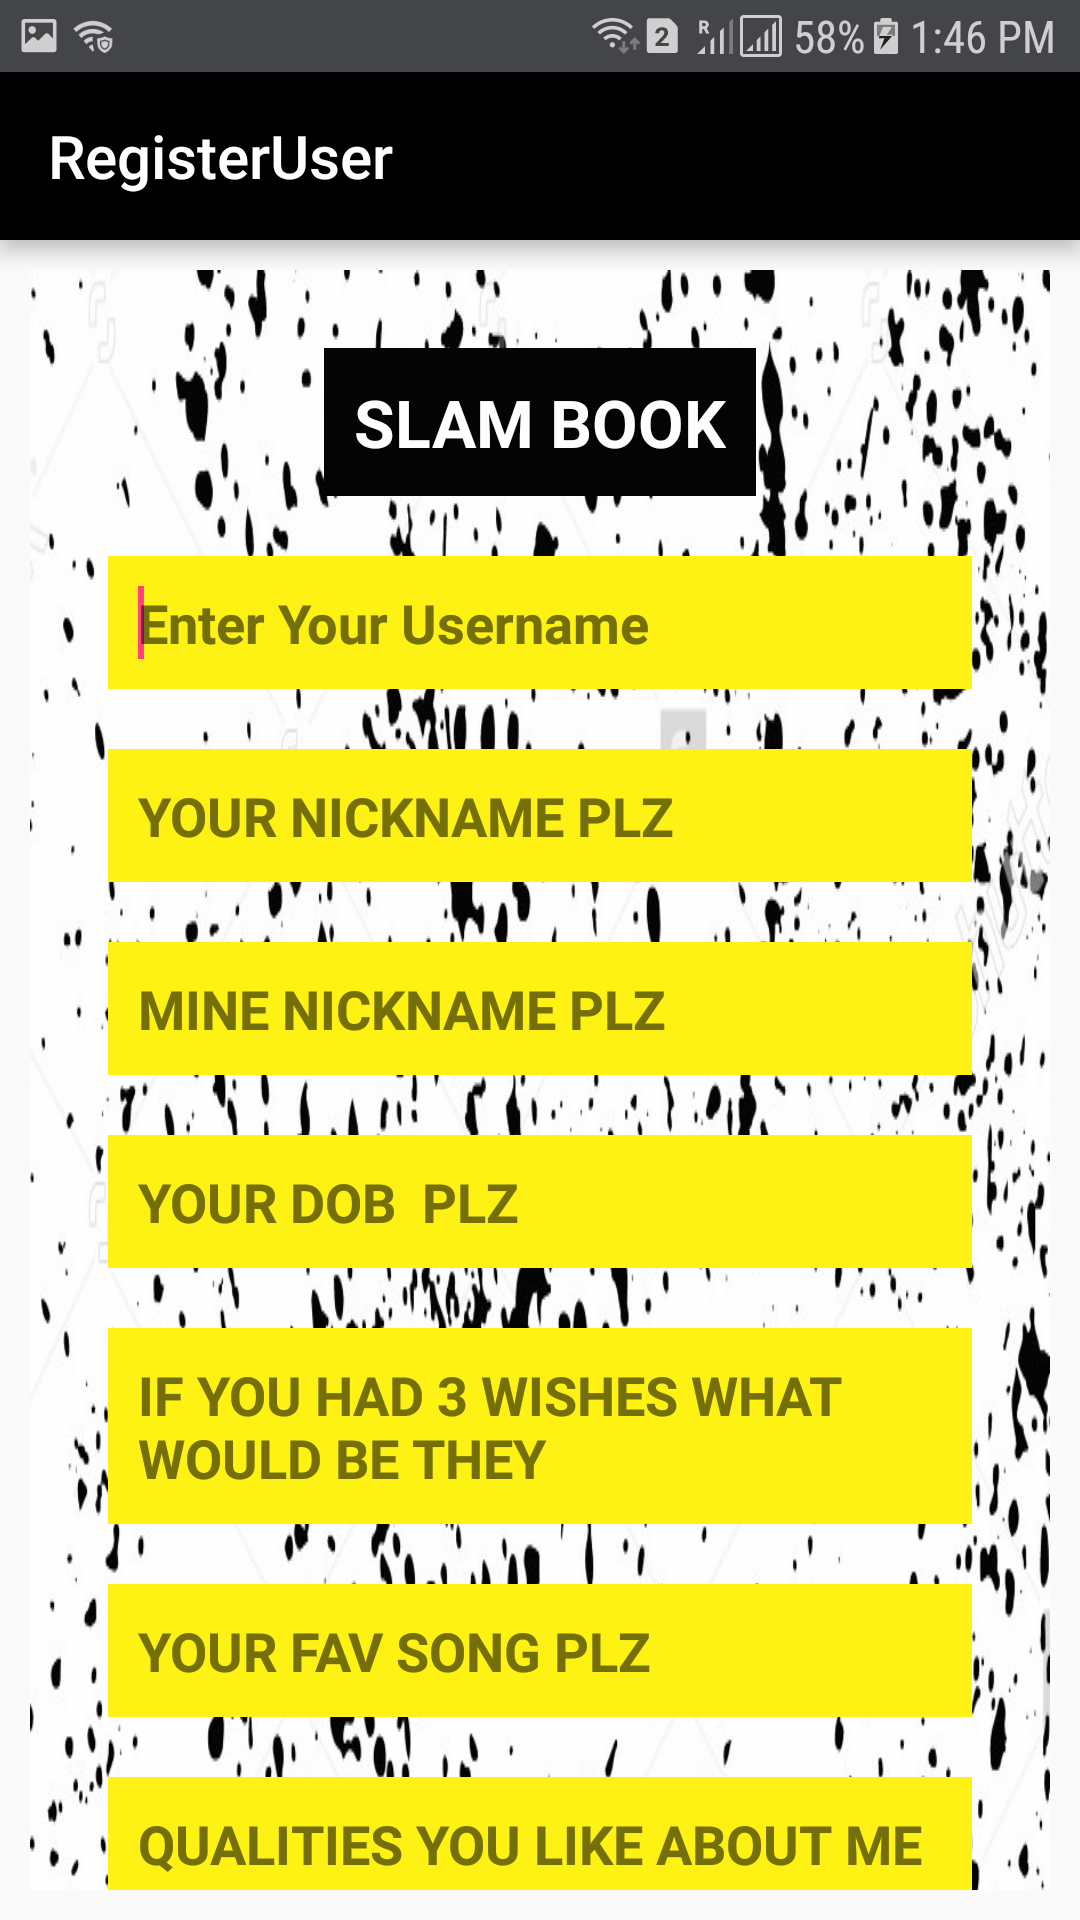 2 R 58% 1:46 PM
RegisterUser
SLAM BOOK
Enter Your Username
YOUR NICKNAME PLZ
MINE NICKNAME PLZ
YOUR DOB  PLZ
IF YOU HAD 3 WISHES WHAT
WOULD BE THEY
YOUR FAV SONG PLZ
QUALITIES YOU LIKE ABOUT ME